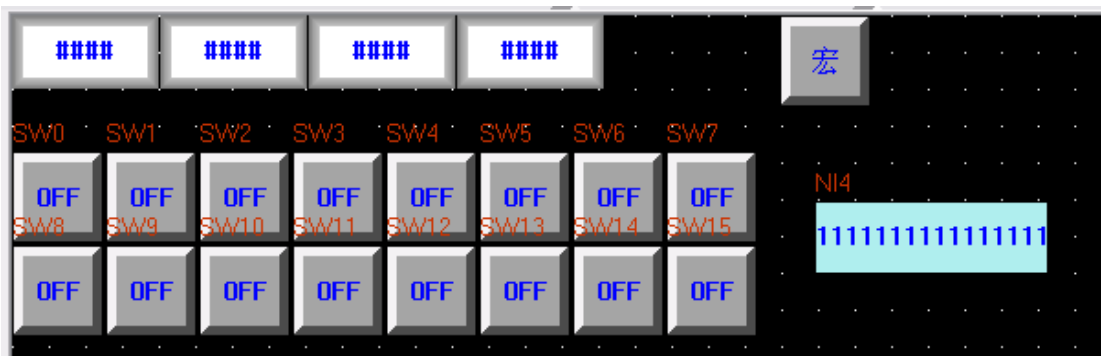 #### #### #### #### 宏
SW0 SW1 SW2 SW3 SW4 SW5 SW6 SW7
OFF OFF OFF OFF OFF OFF OFF OFF
NI4
SW8 SW9 SW10 SW11 SW12 SW13 SW14 SW15
1111111111111111
OFF OFF OFF OFF OFF OFF OFF OFF